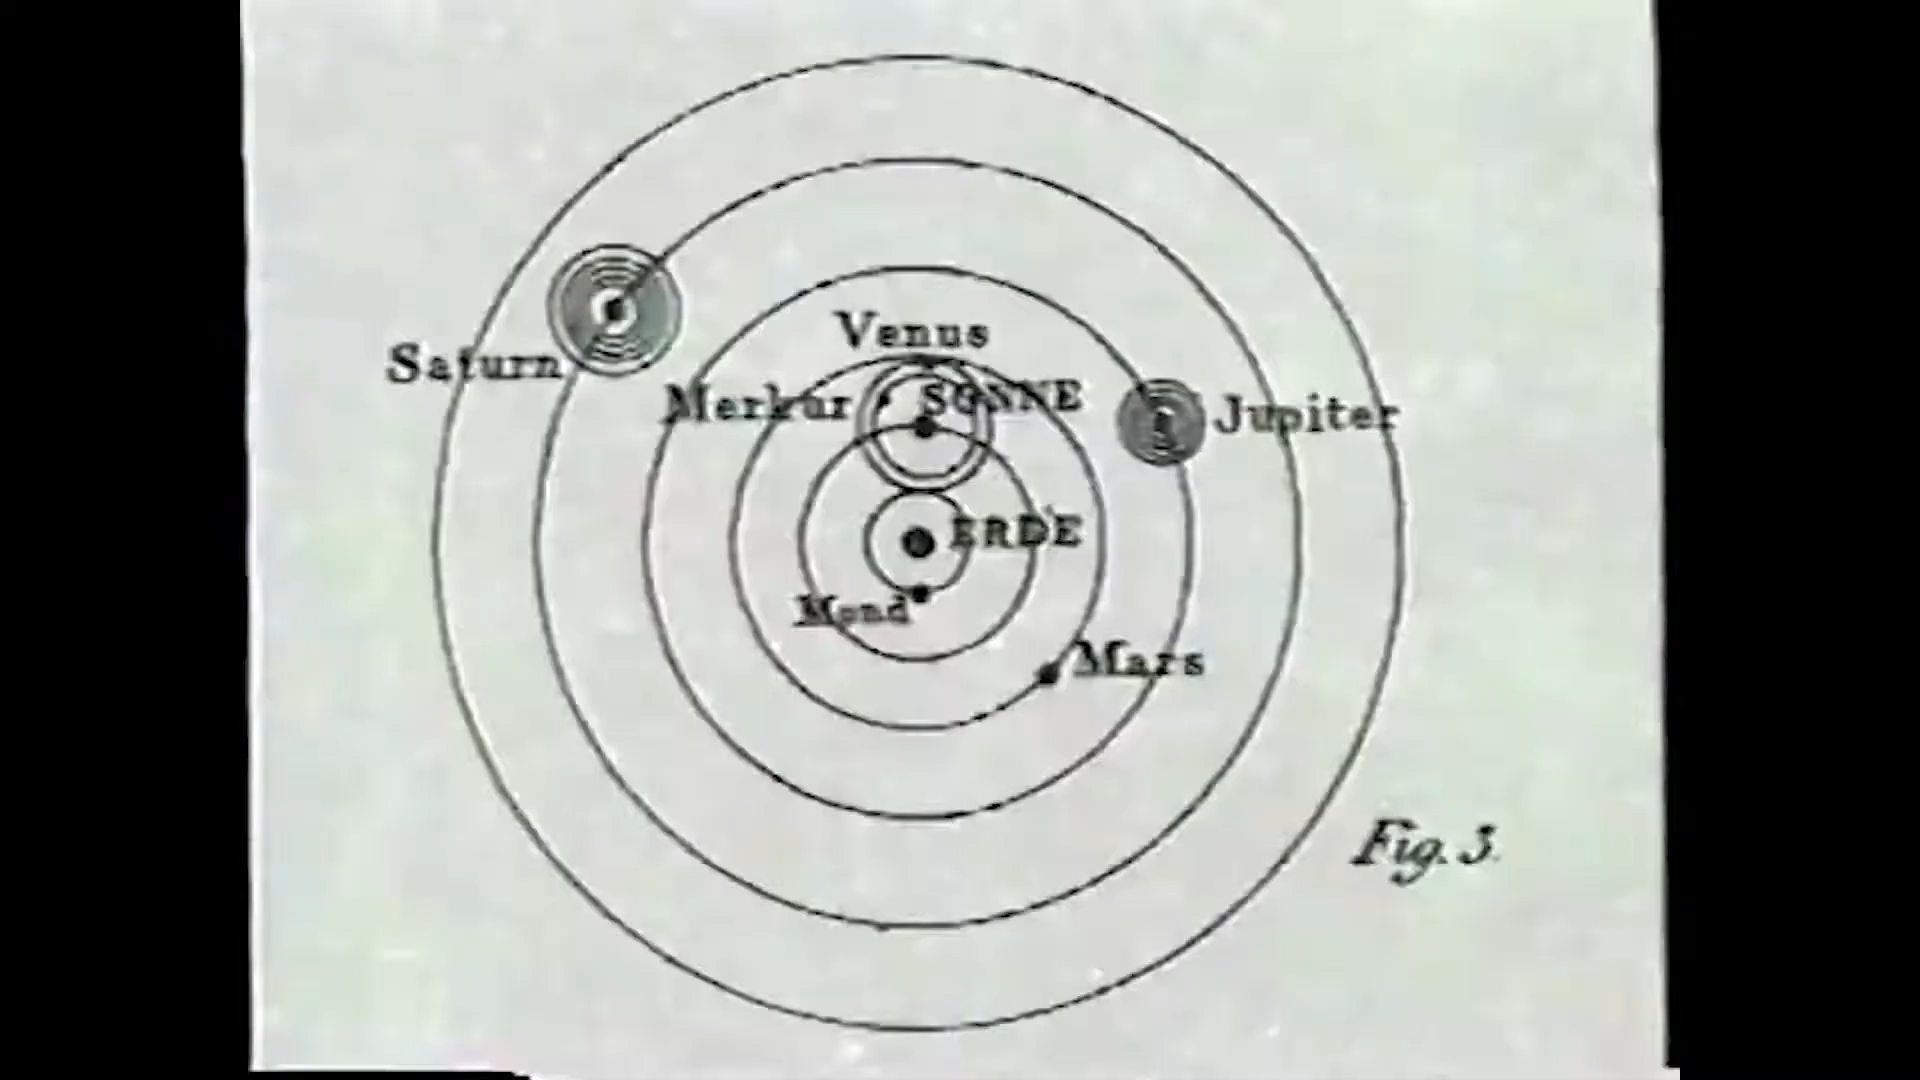 Venus
Saturn
Merkur
SONNE
Jupiter
ERDE
Mond
Mars
Fig. 3.